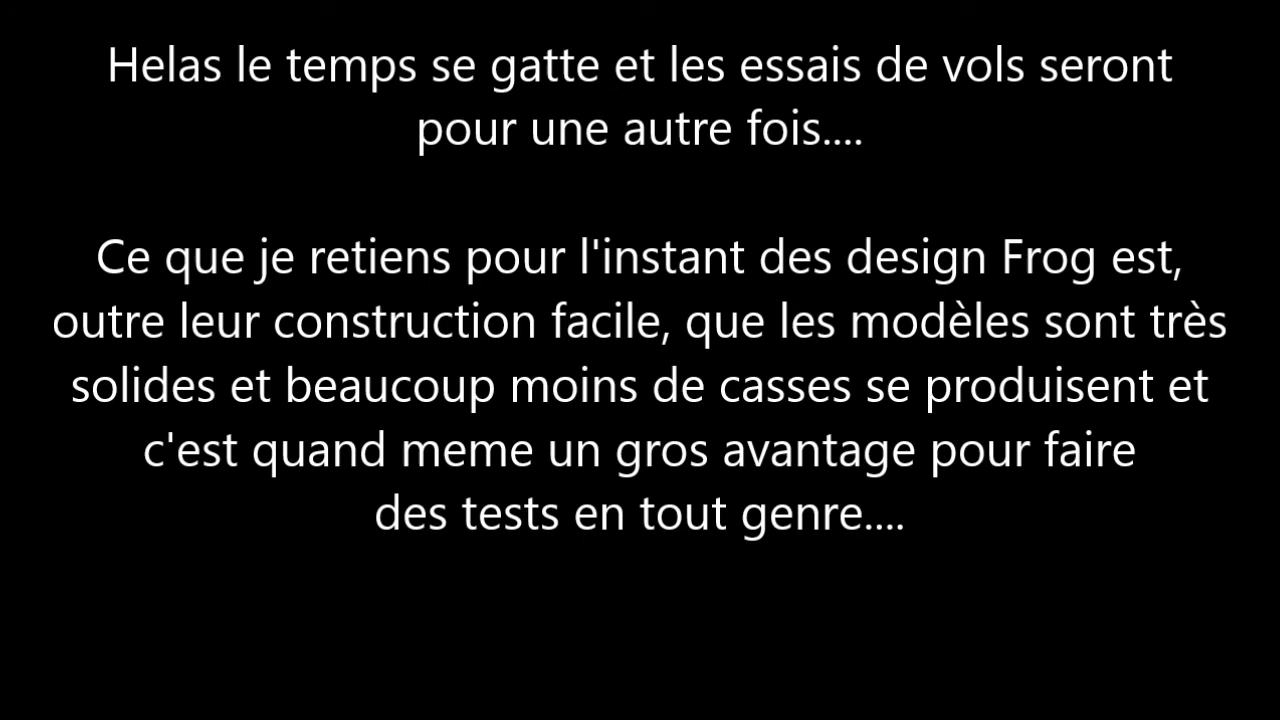 Helas le temps se gatte et les essais de vols seront
pour une autre fois....
Ce que je retiens pour l'instant des design Frog est,
outre leur construction facile, que les modèles sont très
solides et beaucoup moins de casses se produisent et
c'est quand meme un gros avantage pour faire
des tests en tout genre....